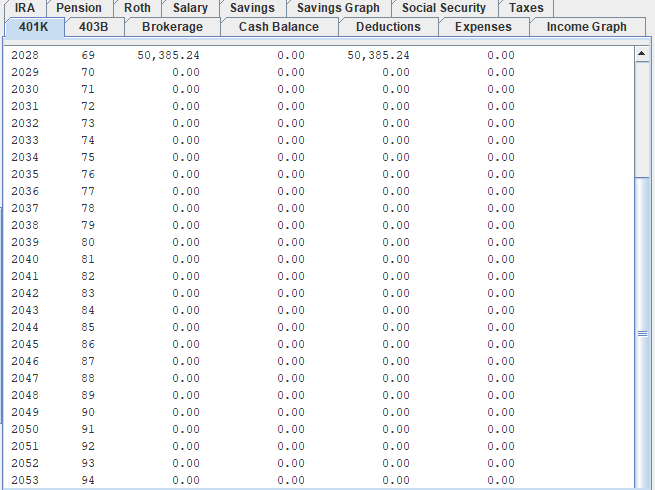 IRA Pension Roth Salary Savings Savings Graph Social Security Taxes
401K 403B Brokerage Cash Balance Deductions Expenses Income Graph
2028 69 50,385.24 0.00 50,385.24 0.00
2029 70 0.00 0.00 0.00 0.00
2030 71 0.00 0.00 0.00 0.00
2031 72 0.00 0.00 0.00 0.00
2032 73 0.00 0.00 0.00 0.00
2033 74 0.00 0.00 0.00 0.00
2034 75 0.00 0.00 0.00 0.00
2035 76 0.00 0.00 0.00 0.00
2036 77 0.00 0.00 0.00 0.00
2037 78 0.00 0.00 0.00 0.00
2038 79 0.00 0.00 0.00 0.00
2039 80 0.00 0.00 0.00 0.00
2040 81 0.00 0.00 0.00 0.00
2041 82 0.00 0.00 0.00 0.00
2042 83 0.00 0.00 0.00 0.00
2043 84 0.00 0.00 0.00 0.00
2044 85 0.00 0.00 0.00 0.00
2045 86 0.00 0.00 0.00 0.00
2046 87 0.00 0.00 0.00 0.00
2047 88 0.00 0.00 0.00 0.00
2048 89 0.00 0.00 0.00 0.00
2049 90 0.00 0.00 0.00 0.00
2050 91 0.00 0.00 0.00 0.00
2051 92 0.00 0.00 0.00 0.00
2052 93 0.00 0.00 0.00 0.00
2053 94 0.00 0.00 0.00 0.00